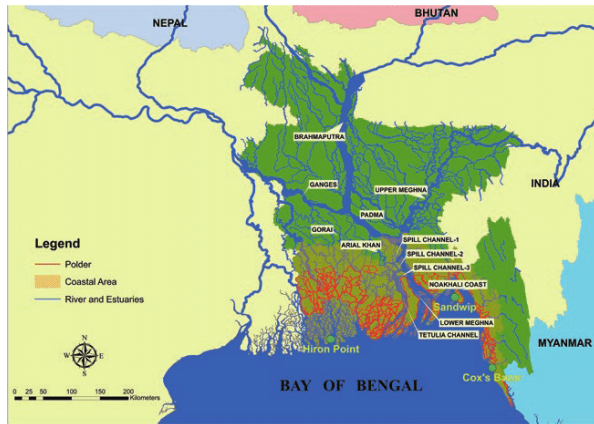 NEPAL
BHUTAN
BRAHMAPUTRA
GANGES
UPPER MEGHNA
INDIA
PADMA
GORAI
ARIAL KHAN
SPILL CHANNEL-1
SPILL CHANNEL-2
SPILL CHANNEL-3
NOAKHALI COAST
Sandwip
LOWER MEGHNA
TETULIA CHANNEL
Legend
Polder
Coastal Area
River and Estuaries
N
W
E
S
Hiron Point
MYANMAR
Cox's Bazar
BAY OF BENGAL
0 25 50 100 150 200
Kilometers